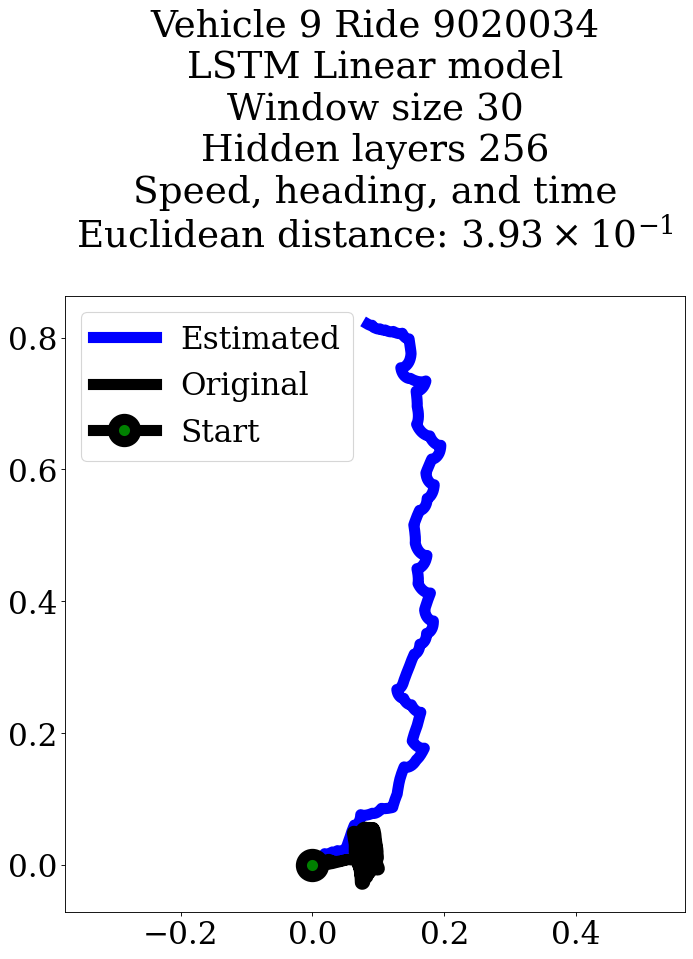 Vehicle 9 Ride 9020034
LSTM Linear model
Window size 30
Hidden layers 256
Speed, heading, and time
Euclidean distance: 3.93 × 10⁻¹
Estimated
Original
Start
0.8
0.6
0.4
0.2
0.0
−0.2 0.0 0.2 0.4